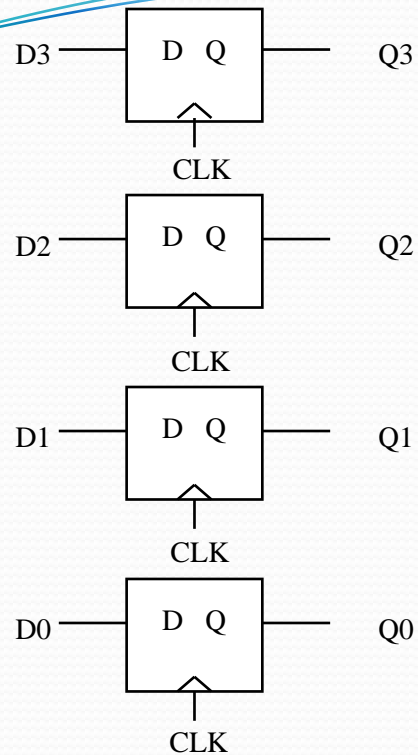 D3 D Q Q3
CLK
D2 D Q Q2
CLK
D1 D Q Q1
CLK
D0 D Q Q0
CLK